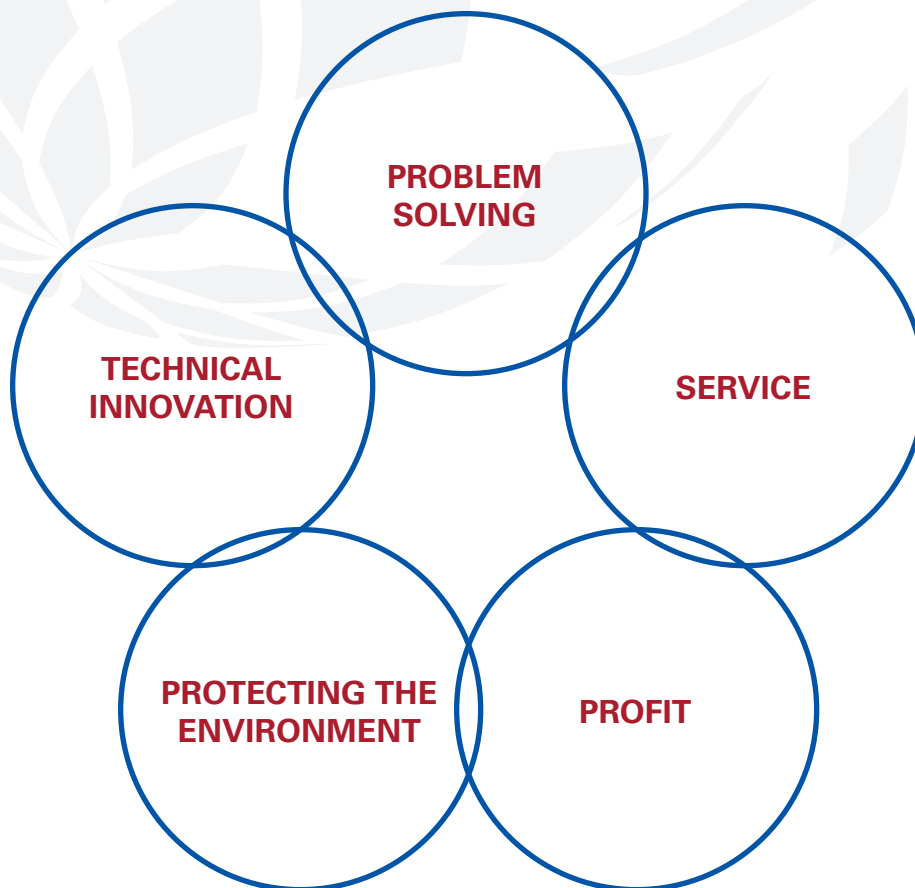 PROBLEM
SOLVING
TECHNICAL
INNOVATION
SERVICE
PROTECTING THE
ENVIRONMENT
PROFIT